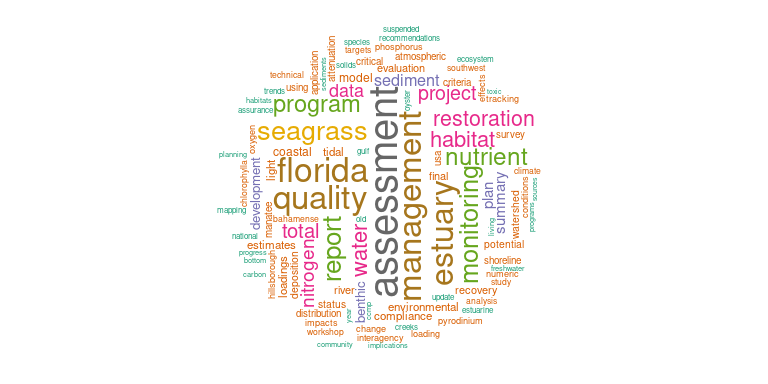 suspended
recommendations
species
phosphorus
targets
atmospheric
attenuation
critical
ecosystem
solids
evaluation
southwest
technical
application
sediments
model
sediment
criteria
effects
toxic
trends
using
data
project
tracking
habitats
program
oyster
assurance
restoration
seagrass
assessment
management
habitat
survey
oxygen
coastal
tidal
gulf
nutrient
usa
planning
florida
light
final
climate
chlorophylla
development
quality
estuary
monitoring
plan
summary
conditions
sources
mapping
manatee
bahamense
old
living
watershed
programs
national
total
report
water
estimates
nitrogen
potential
progress
bottom
deposition
shoreline
freshwater
carbon
hillsborough
loadings
numeric
study
river
recovery
update
status
benthic
ccmp
environmental
analysis
estuarine
distribution
year
compliance
impacts
pyrodinium
workshop
change
creeks
loading
interagency
community
implications